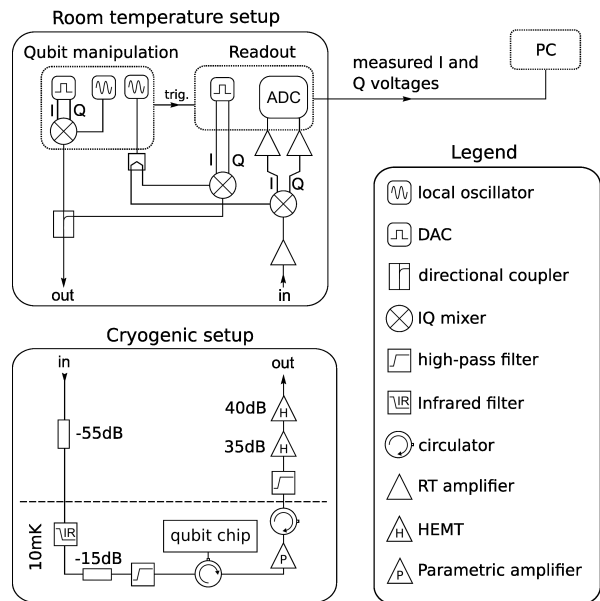 Room temperature setup
Qubit manipulation
Readout
I
Q
trig.
ADC
I
Q
I
Q
out
in
measured I and
Q voltages
PC
Legend
local oscillator
DAC
directional coupler
IQ mixer
high-pass filter
IR
Infrared filter
circulator
RT amplifier
H
HEMT
P
Parametric amplifier
Cryogenic setup
in
out
40dB
H
-55dB
35dB
H
10mK
IR
-15dB
qubit chip
P